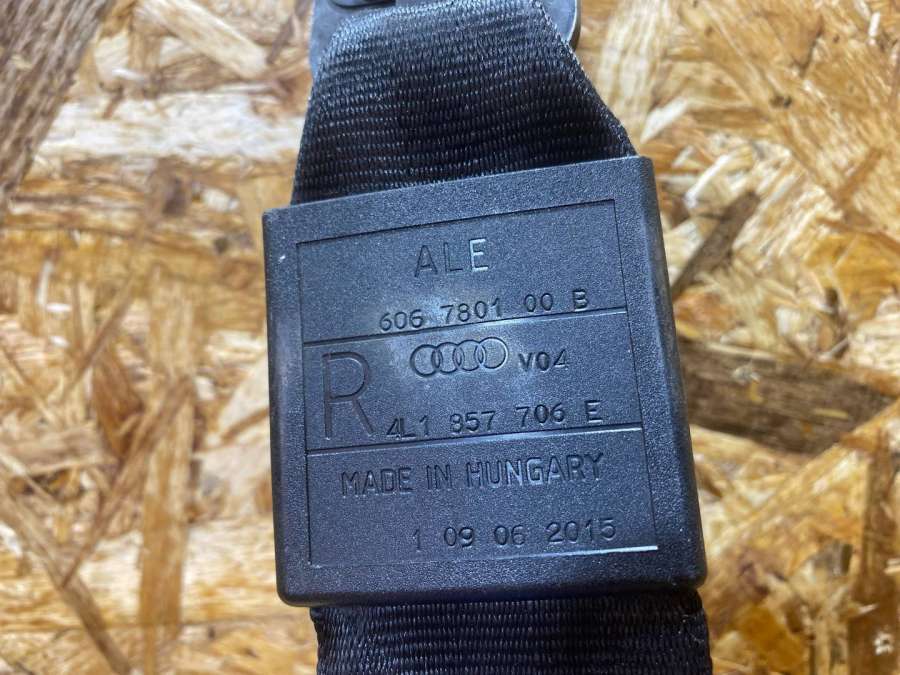 ALE
606 7801 00 B
R
V04
4L1 857 706 E
MADE IN HUNGARY
1 09 06 2015